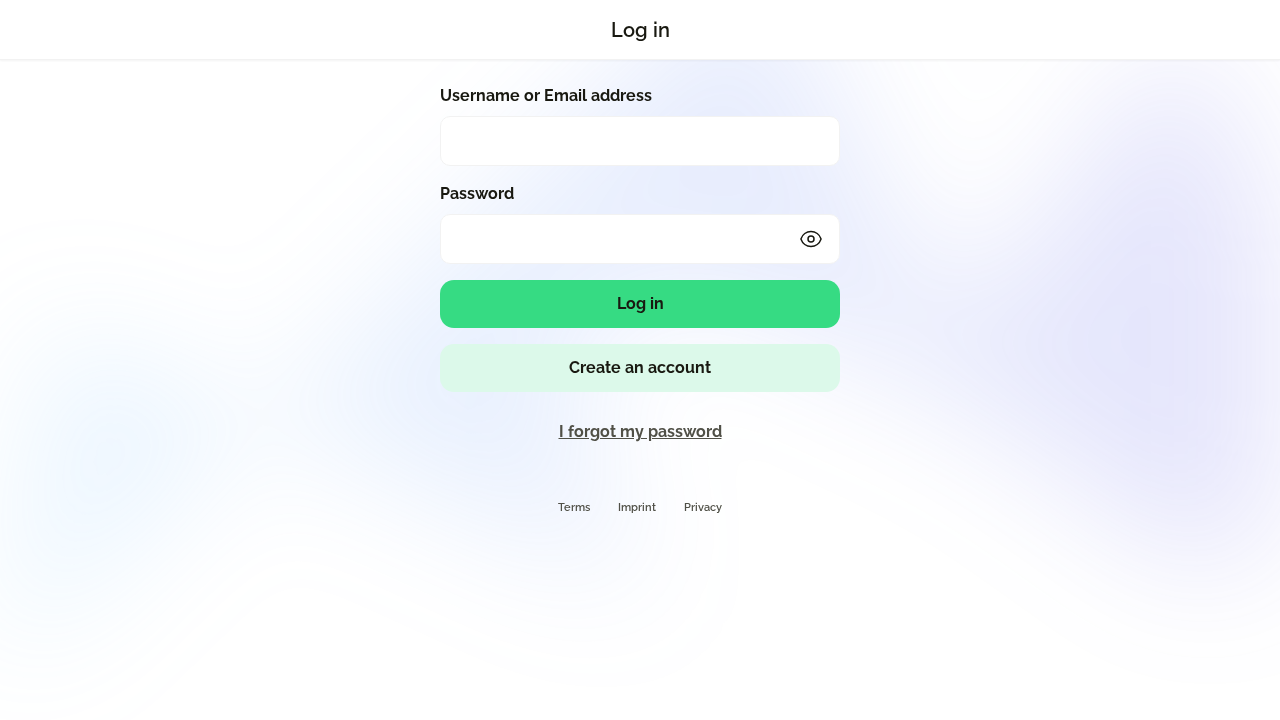 Log in
Username or Email address
Password
Log in
Create an account
I forgot my password
Terms Imprint Privacy